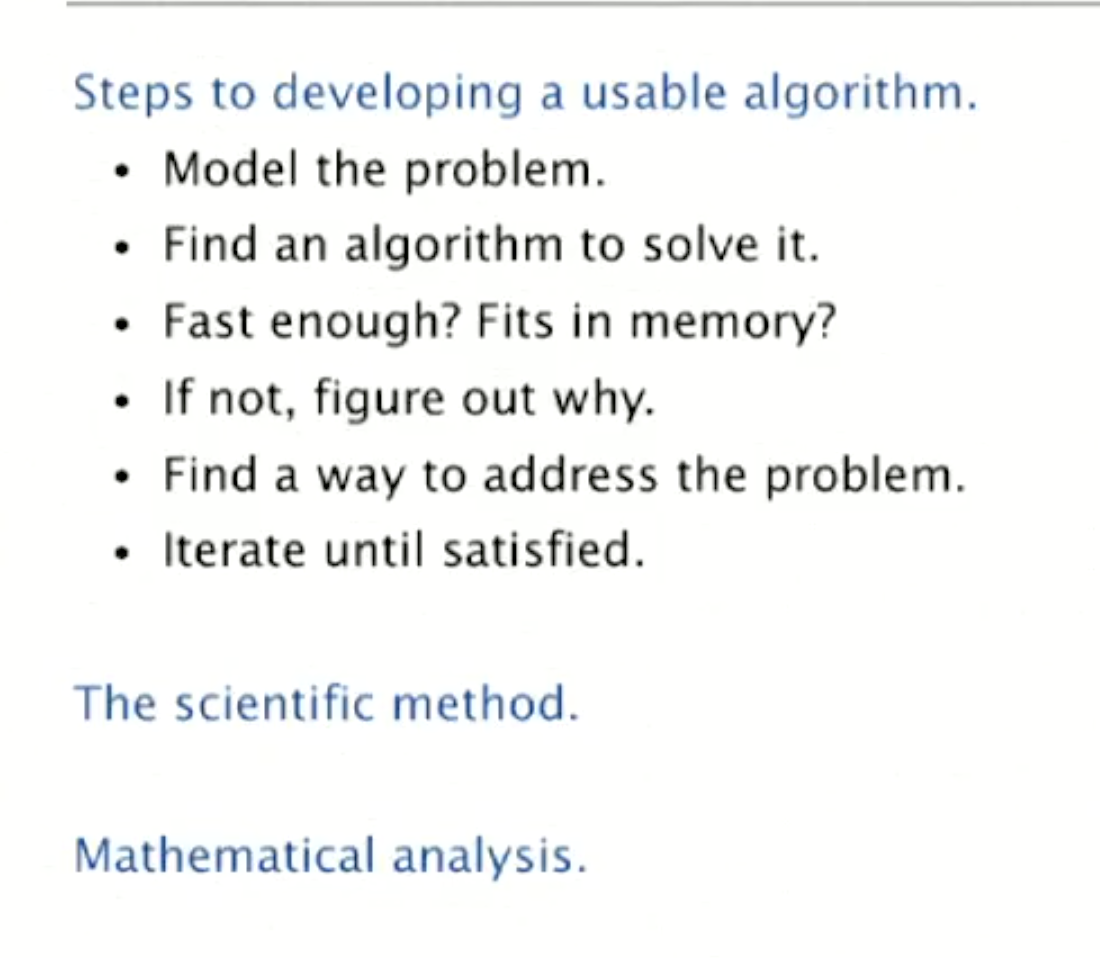 Steps to developing a usable algorithm.
• Model the problem.
• Find an algorithm to solve it.
• Fast enough? Fits in memory?
• If not, figure out why.
• Find a way to address the problem.
• Iterate until satisfied.
The scientific method.
Mathematical analysis.